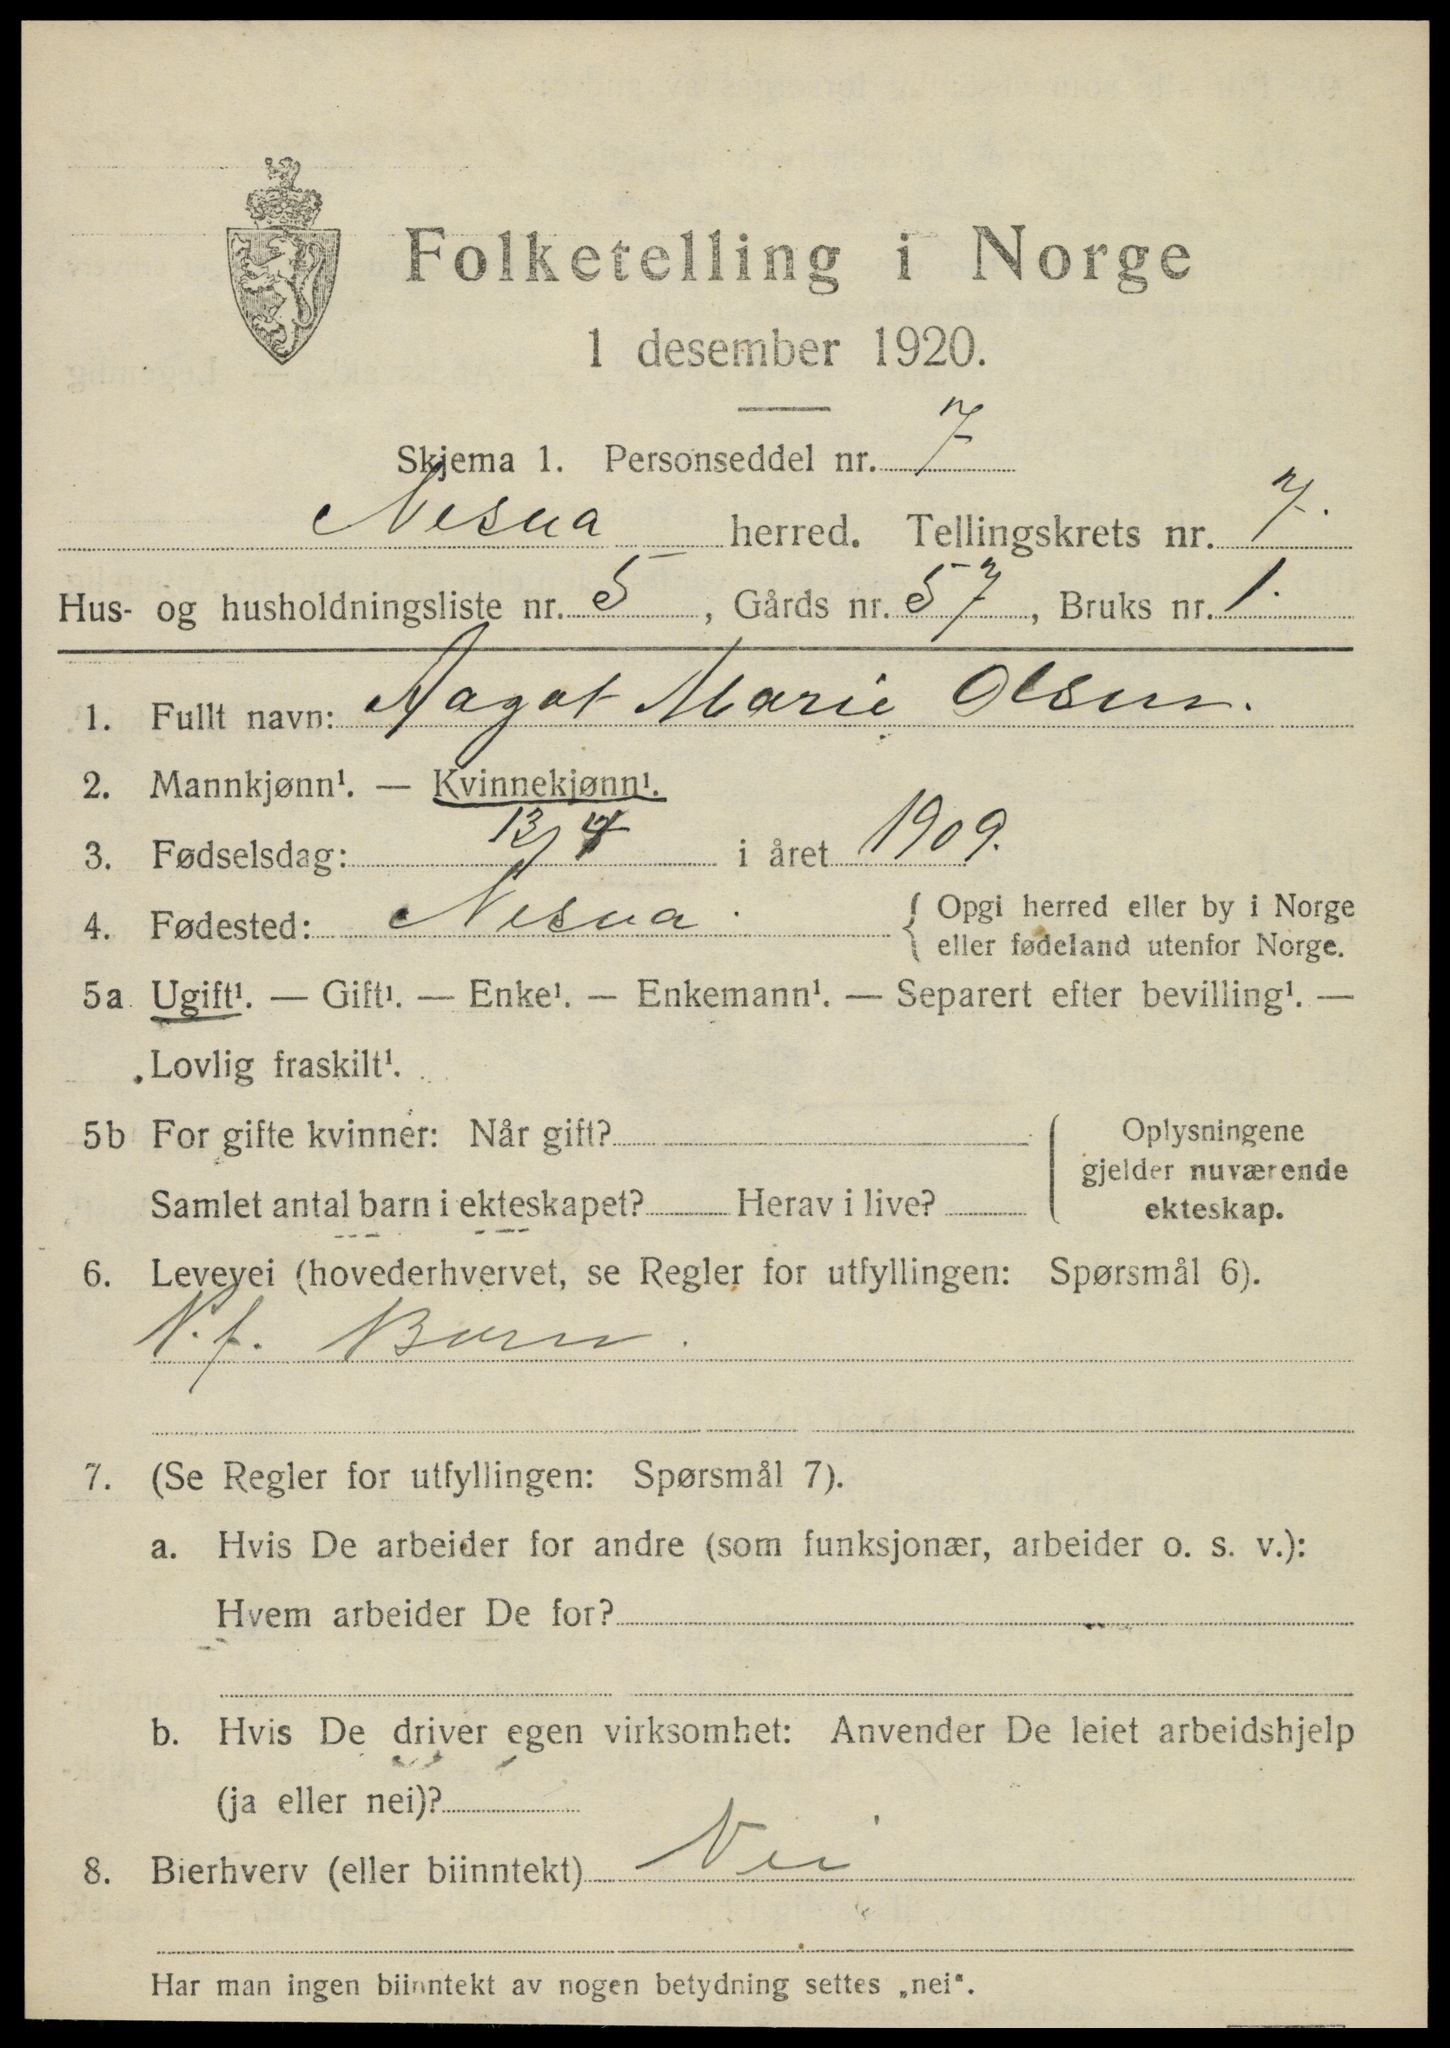 Folketelling i Norge
1 desember 1920.
Skjema 1. Personseddel nr. 7
Nesna herred. Tellingskrets nr. 7.
Hus- og husholdningsliste nr. 5, Gårds nr. 57, Bruks nr. 1.
1. Fullt navn: Aagot Marie Olsen.
2. Mannkjønn¹. — Kvinnekjønn¹.
3. Fødselsdag: 13/4 i året 1909.
4. Fødested: Nesna. { Opgi herred eller by i Norge
eller fødeland utenfor Norge.
5a Ugift¹. — Gift¹. — Enke¹. — Enkemann¹. — Separert efter bevilling¹. —
Lovlig fraskilt¹.
5b For gifte kvinner: Når gift?
Samlet antal barn i ekteskapet? Herav i live?
Oplysningene
gjelder nuværende
ekteskap.
6. Levevei (hovederhvervet, se Regler for utfyllingen: Spørsmål 6).
N.f. Barn.
7. (Se Regler for utfyllingen: Spørsmål 7).
a. Hvis De arbeider for andre (som funksjonær, arbeider o. s. v.):
Hvem arbeider De for?
b. Hvis De driver egen virksomhet: Anvender De leiet arbeidshjelp
(ja eller nei)?
8. Bierhverv (eller biinntekt) Nei
Har man ingen biinntekt av nogen betydning settes „nei“.